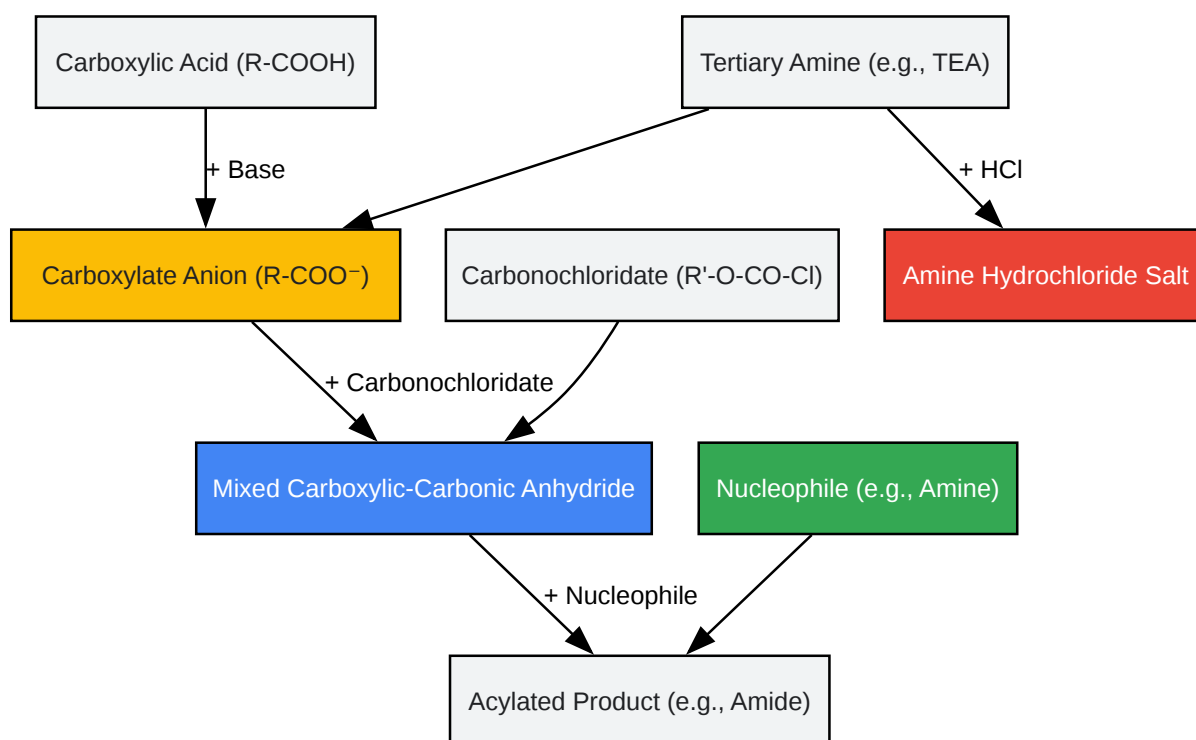 Carboxylic Acid (R-COOH)
Tertiary Amine (e.g., TEA)
+ Base
+ HCl
Carboxylate Anion (R-COO⁻)
Carbonochloridate (R'-O-CO-Cl)
Amine Hydrochloride Salt
+ Carbonochloridate
Mixed Carboxylic-Carbonic Anhydride
Nucleophile (e.g., Amine)
+ Nucleophile
Acylated Product (e.g., Amide)